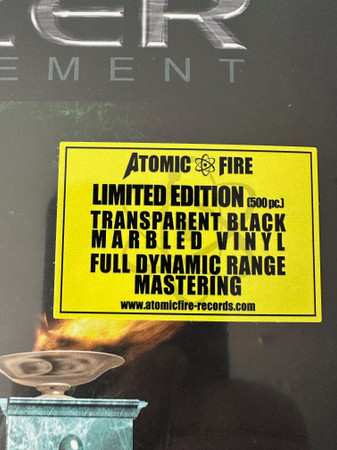 ATOMIC FIRE
LIMITED EDITION (500 pc.)
TRANSPARENT BLACK
MARBLED VINYL
FULL DYNAMIC RANGE
MASTERING
www.atomicfire-records.com